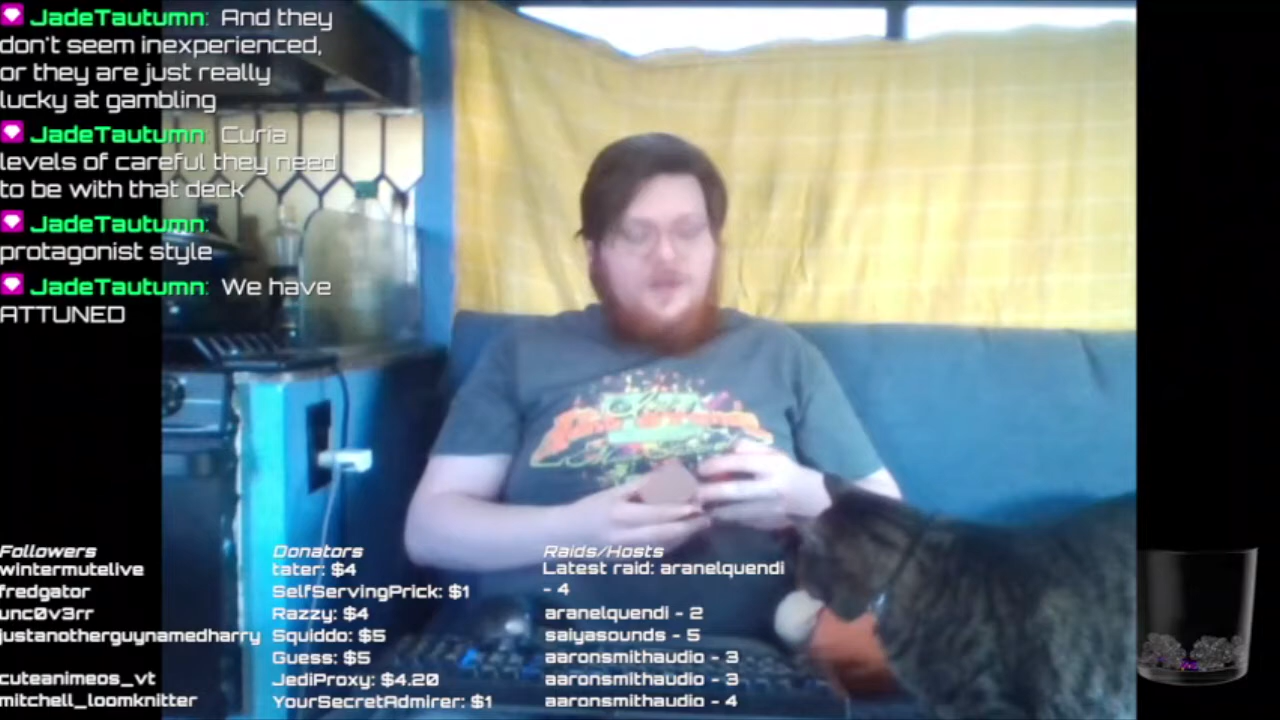 JadeTautumn: And they
don't seem inexperienced,
or they are just really
lucky at gambling
JadeTautumn: Curia
levels of careful they need
to be with that deck
JadeTautumn:
protagonist style
JadeTautumn: We have
ATTUNED
Followers
wintermutelive
fredgator
unc0v3rr
justanotherguynamedharry
cuteanimeos_vt
mitchell_loomknitter
Donators
tater: $4
SelfServingPrick: $1
Razzy: $4
Squiddo: $5
Guess: $5
JediProxy: $4.20
YourSecretAdmirer: $1
Raids/Hosts
Latest raid: aranelquendi
- 4
aranelquendi - 2
saiyasounds - 5
aaronsmithaudio - 3
aaronsmithaudio - 3
aaronsmithaudio - 4